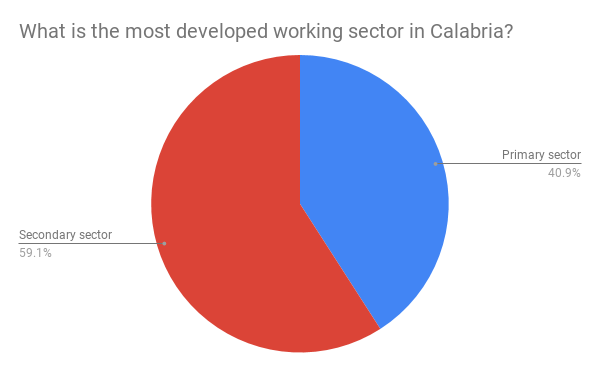 What is the most developed working sector in Calabria?
Primary sector
40.9%
Secondary sector
59.1%